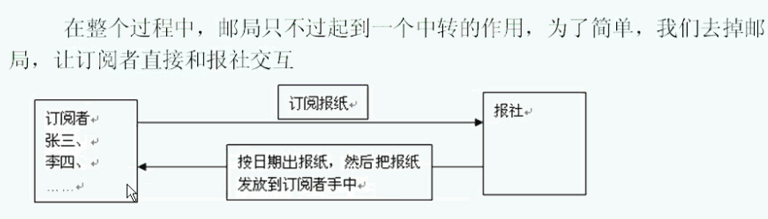 在整个过程中，邮局只不过起到一个中转的作用，为了简单，我们去掉邮
局，让订阅者直接和报社交互
订阅报纸
订阅者
张三、
李四、
……
报社
按日期出报纸，然后把报纸
发放到订阅者手中